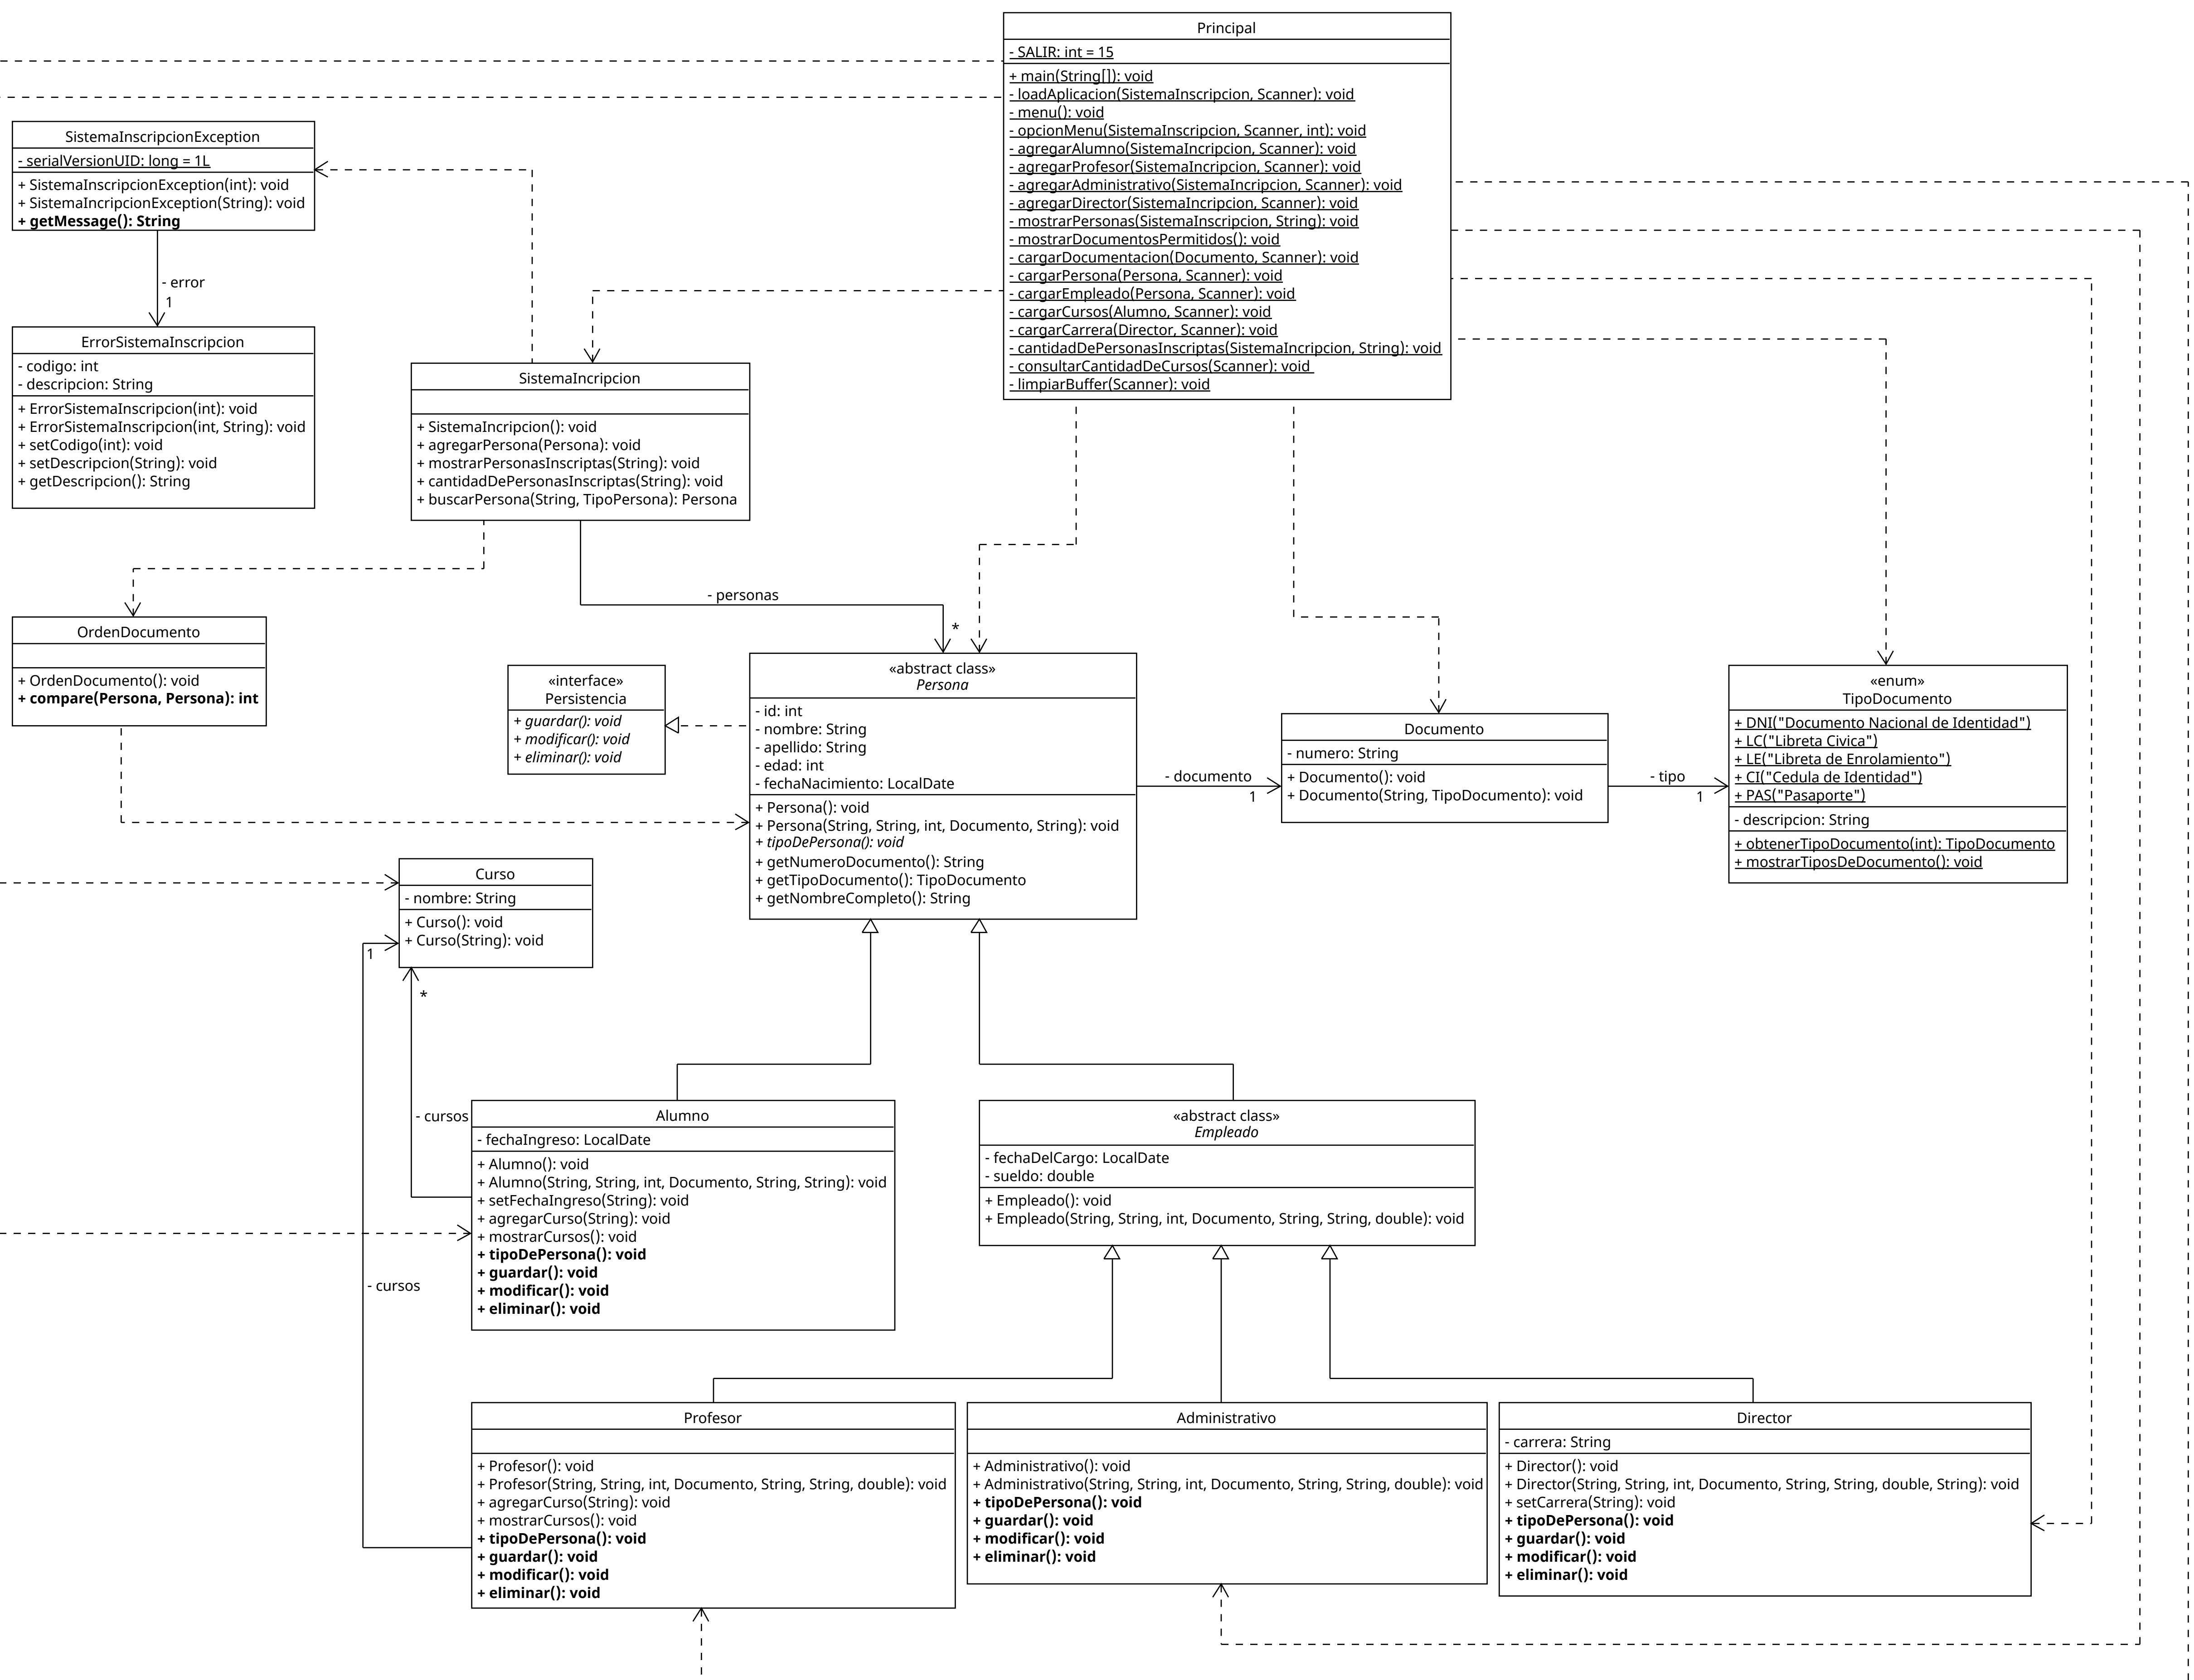 Principal
- SALIR: int = 15
+ main(String[]): void
- loadAplicacion(SistemaInscripcion, Scanner): void
- menu(): void
- opcionMenu(SistemaInscripcion, Scanner, int): void
- agregarAlumno(SistemaIncripcion, Scanner): void
- agregarProfesor(SistemaIncripcion, Scanner): void
- agregarAdministrativo(SistemaIncripcion, Scanner): void
- agregarDirector(SistemaIncripcion, Scanner): void
- mostrarPersonas(SistemaInscripcion, String): void
- mostrarDocumentosPermitidos(): void
- cargarDocumentacion(Documento, Scanner): void
- cargarPersona(Persona, Scanner): void
- cargarEmpleado(Persona, Scanner): void
- cargarCursos(Alumno, Scanner): void
- cargarCarrera(Director, Scanner): void
- cantidadDePersonasInscriptas(SistemaIncripcion, String): void
- consultarCantidadDeCursos(Scanner): void
- limpiarBuffer(Scanner): void
SistemaInscripcionException
- serialVersionUID: long = 1L
+ SistemaInscripcionException(int): void
+ SistemaIncripcionException(String): void
+ getMessage(): String
- error
1
ErrorSistemaInscripcion
- codigo: int
- descripcion: String
+ ErrorSistemaInscripcion(int): void
+ ErrorSistemaInscripcion(int, String): void
+ setCodigo(int): void
+ setDescripcion(String): void
+ getDescripcion(): String
SistemaIncripcion
+ SistemaIncripcion(): void
+ agregarPersona(Persona): void
+ mostrarPersonasInscriptas(String): void
+ cantidadDePersonasInscriptas(String): void
+ buscarPersona(String, TipoPersona): Persona
- personas
*
OrdenDocumento
+ OrdenDocumento(): void
+ compare(Persona, Persona): int
«interface»
Persistencia
+ guardar(): void
+ modificar(): void
+ eliminar(): void
«abstract class»
Persona
- id: int
- nombre: String
- apellido: String
- edad: int
- fechaNacimiento: LocalDate
+ Persona(): void
+ Persona(String, String, int, Documento, String): void
+ tipoDePersona(): void
+ getNumeroDocumento(): String
+ getTipoDocumento(): TipoDocumento
+ getNombreCompleto(): String
- documento
1
Documento
- numero: String
+ Documento(): void
+ Documento(String, TipoDocumento): void
- tipo
1
«enum»
TipoDocumento
+ DNI("Documento Nacional de Identidad")
+ LC("Libreta Civica")
+ LE("Libreta de Enrolamiento")
+ CI("Cedula de Identidad")
+ PAS("Pasaporte")
- descripcion: String
+ obtenerTipoDocumento(int): TipoDocumento
+ mostrarTiposDeDocumento(): void
Curso
- nombre: String
+ Curso(): void
+ Curso(String): void
1
*
- cursos
- cursos
Alumno
- fechaIngreso: LocalDate
+ Alumno(): void
+ Alumno(String, String, int, Documento, String, String): void
+ setFechaIngreso(String): void
+ agregarCurso(String): void
+ mostrarCursos(): void
+ tipoDePersona(): void
+ guardar(): void
+ modificar(): void
+ eliminar(): void
«abstract class»
Empleado
- fechaDelCargo: LocalDate
- sueldo: double
+ Empleado(): void
+ Empleado(String, String, int, Documento, String, String, double): void
Profesor
+ Profesor(): void
+ Profesor(String, String, int, Documento, String, String, double): void
+ agregarCurso(String): void
+ mostrarCursos(): void
+ tipoDePersona(): void
+ guardar(): void
+ modificar(): void
+ eliminar(): void
Administrativo
+ Administrativo(): void
+ Administrativo(String, String, int, Documento, String, String, double): void
+ tipoDePersona(): void
+ guardar(): void
+ modificar(): void
+ eliminar(): void
Director
- carrera: String
+ Director(): void
+ Director(String, String, int, Documento, String, String, double, String): void
+ setCarrera(String): void
+ tipoDePersona(): void
+ guardar(): void
+ modificar(): void
+ eliminar(): void